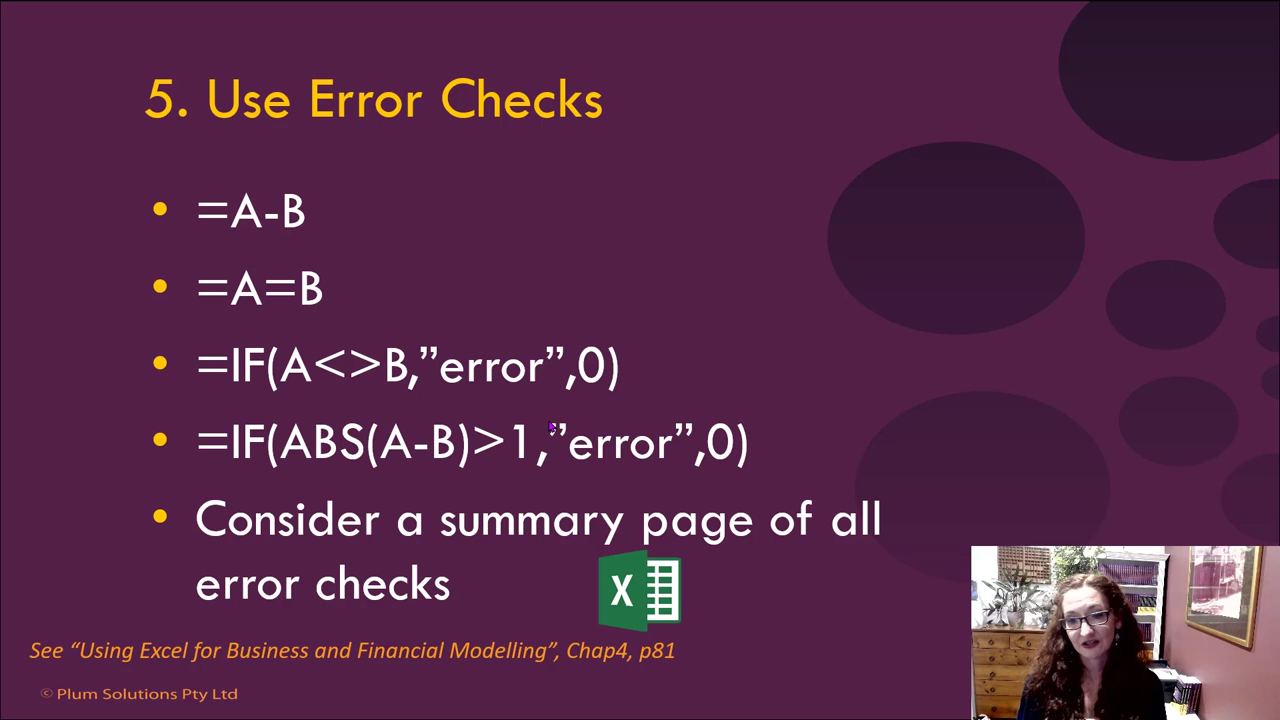 5. Use Error Checks
• =A-B
• =A=B
• =IF(A<>B,”error”,0)
• =IF(ABS(A-B)>1,”error”,0)
• Consider a summary page of all
error checks
X
See “Using Excel for Business and Financial Modelling”, Chap4, p81
© Plum Solutions Pty Ltd